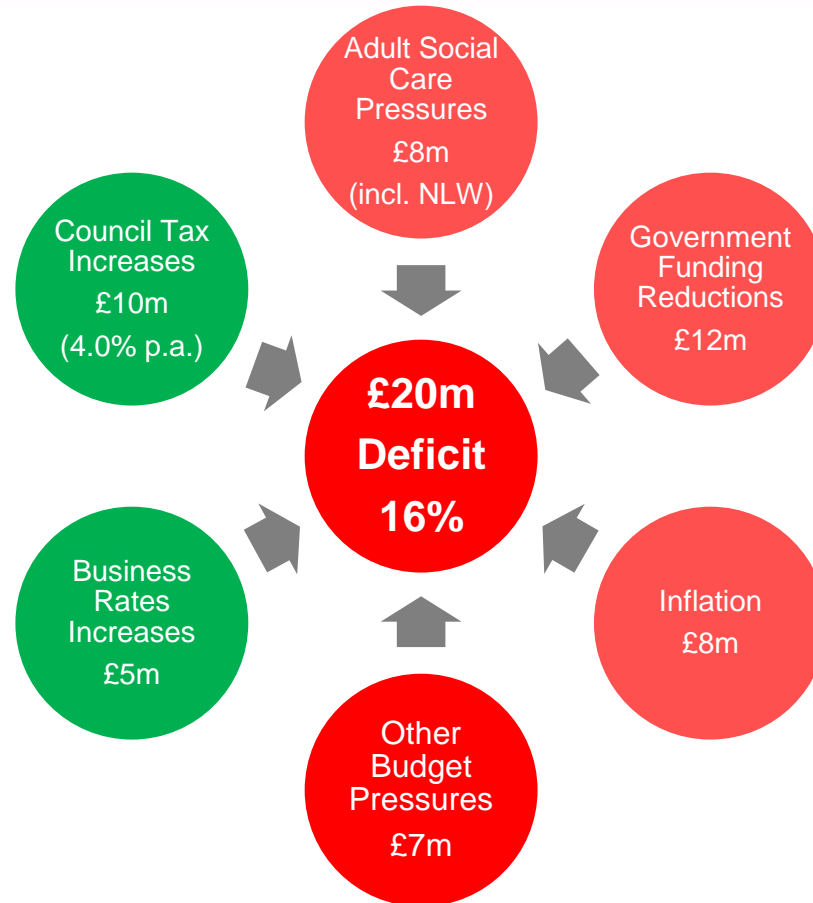 Adult Social
Care
Pressures
£8m
(incl. NLW)
Government
Funding
Reductions
£12m
Inflation
£8m
Other
Budget
Pressures
£7m
Business
Rates
Increases
£5m
Council Tax
Increases
£10m
(4.0% p.a.)
£20m
Deficit
16%